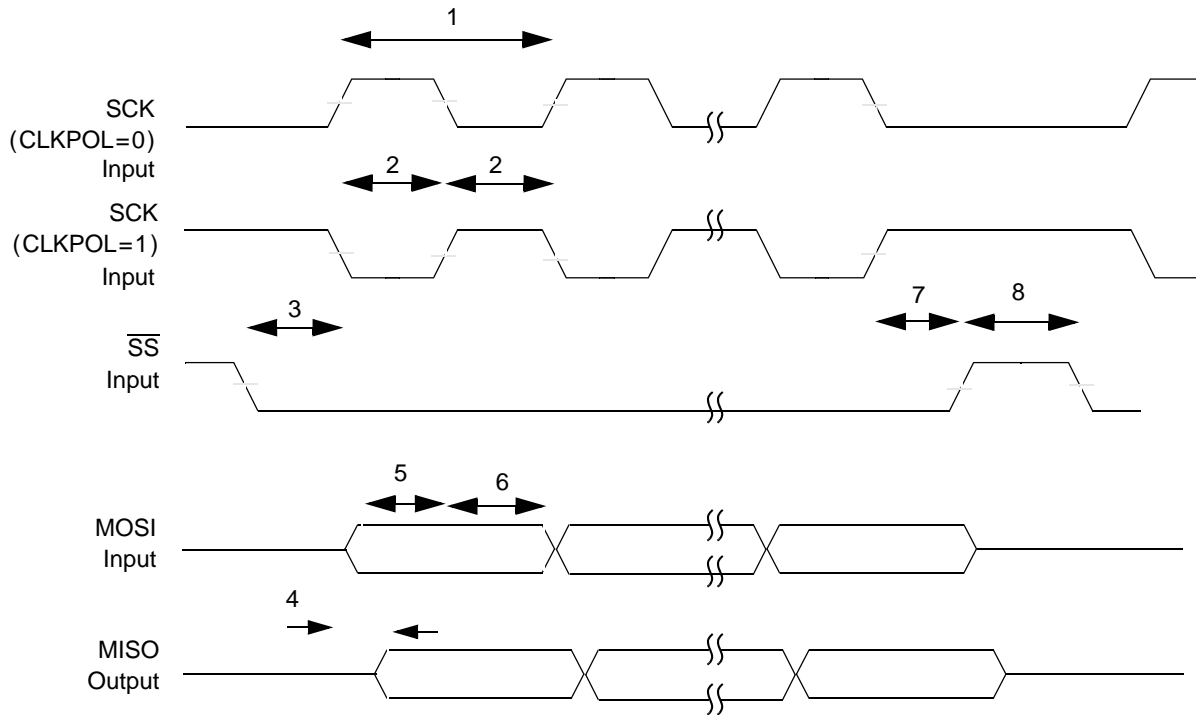 1
SCK
(CLKPOL=0)
Input
2 2
SCK
(CLKPOL=1)
Input
3 7 8
S̅S̅
Input
5 6
MOSI
Input
4
MISO
Output